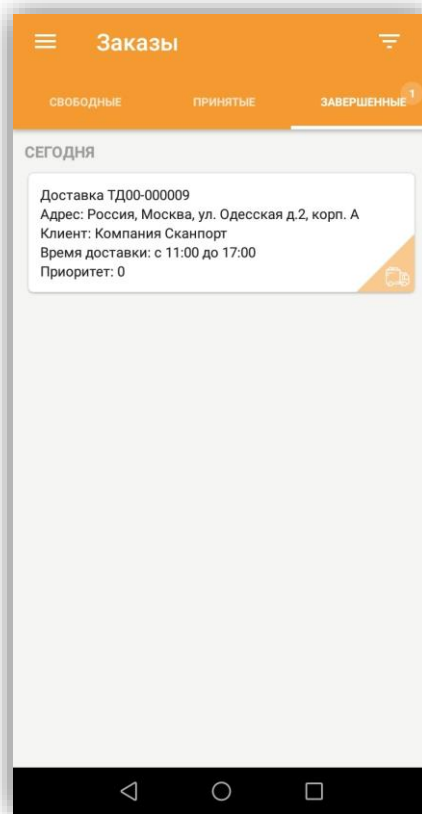 Заказы
СВОБОДНЫЕ
ПРИНЯТЫЕ
ЗАВЕРШЕННЫЕ
1
СЕГОДНЯ
Доставка ТД00-000009
Адрес: Россия, Москва, ул. Одесская д.2, корп. А
Клиент: Компания Сканпорт
Время доставки: с 11:00 до 17:00
Приоритет: 0